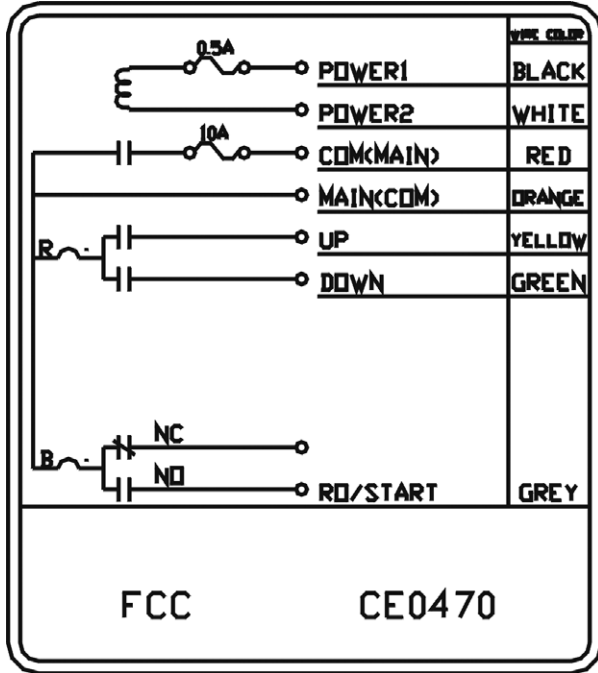 WIRE COLOR
0.5A
POWER1 BLACK
POWER2 WHITE
10A
COM(MAIN) RED
MAIN(COM) ORANGE
UP YELLOW
R
DOWN GREEN
NC
B
NO
RO/START GREY
FCC CE0470